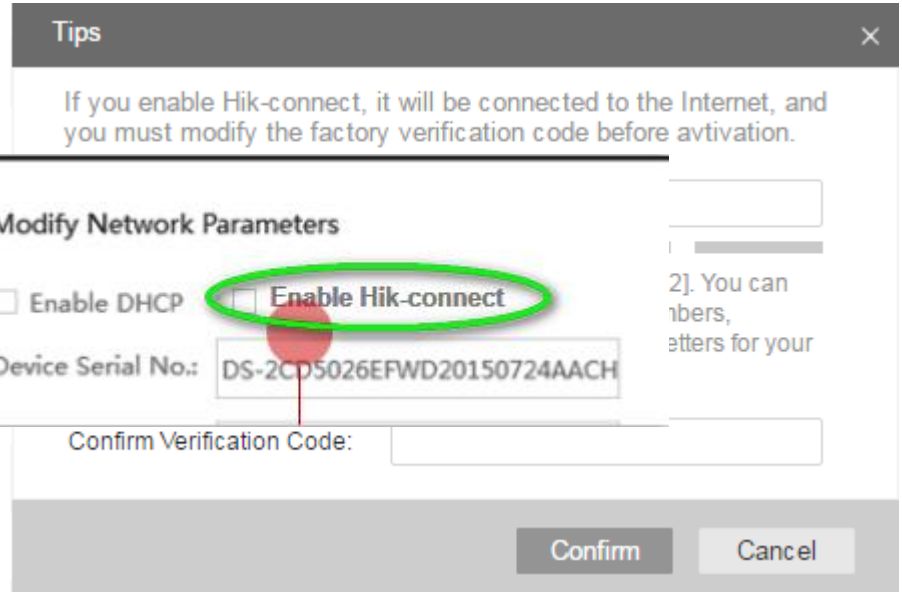 Tips
If you enable Hik-connect, it will be connected to the Internet, and
you must modify the factory verification code before avtivation.
Modify Network Parameters
Enable DHCP
Enable Hik-connect
2]. You can
etters for your
Device Serial No.:
DS-2CD5026EFWD20150724AACH
Confirm Verification Code:
Confirm
Cancel